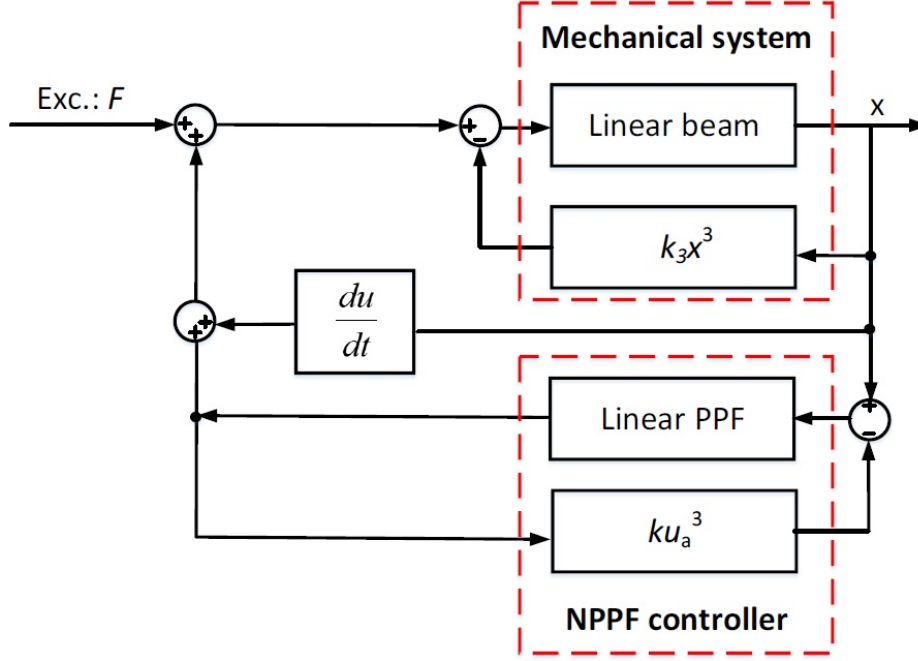 Mechanical system
Exc.: F
+
+
+
-
Linear beam
x
k₃x³
du
dt
+
+
+
-
Linear PPF
kuₐ³
NPPF controller